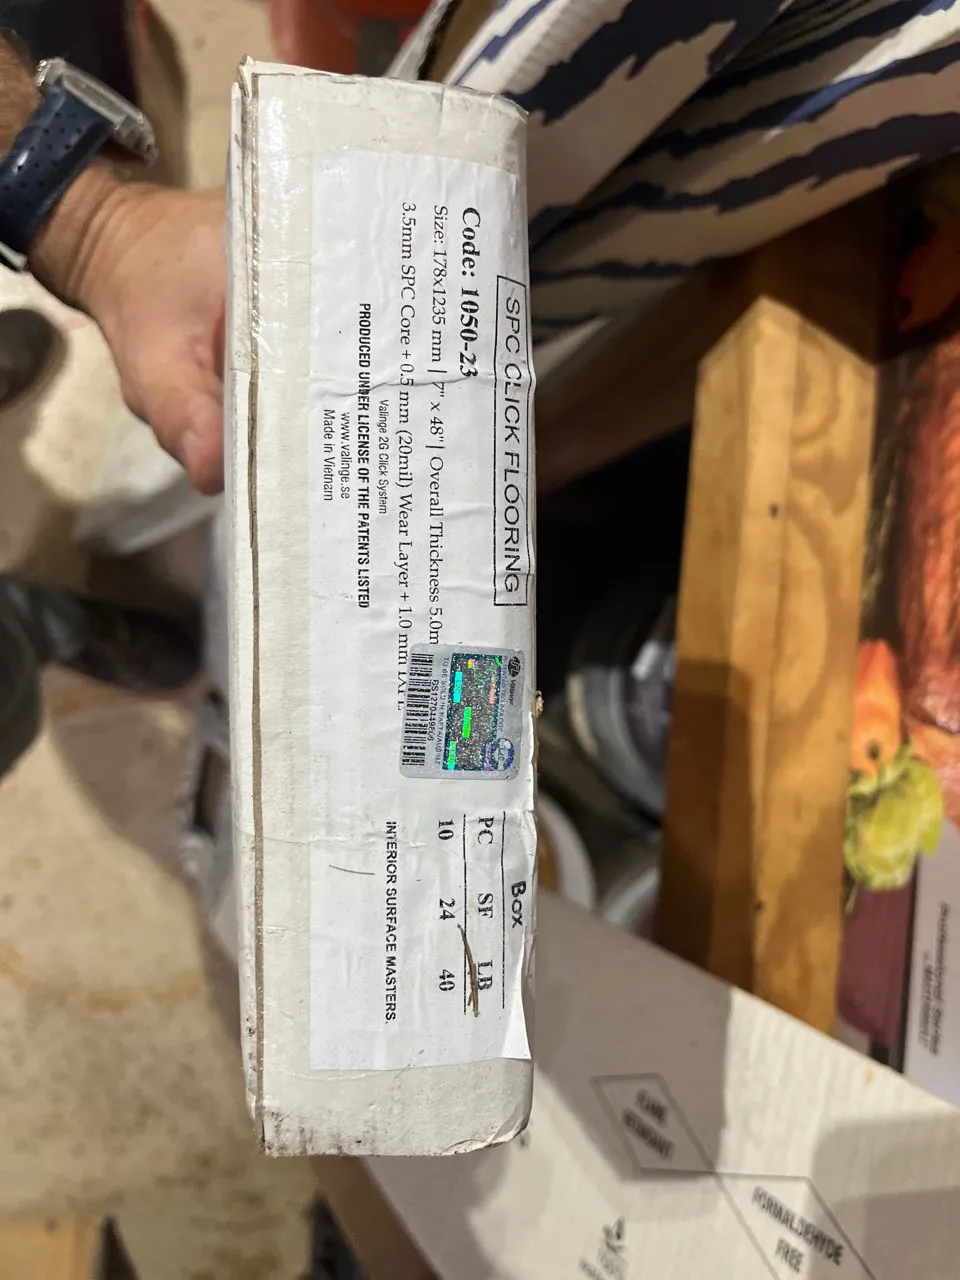 SPC CLICK FLOORING
Code: 1050-23
Size: 178x1235 mm | 7" x 48" | Overall Thickness 5.0m
3.5mm SPC Core + 0.5 mm (20mil) Wear Layer + 1.0 mm
Valinge 2G Click System
PRODUCED UNDER LICENSE OF THE PATENTS LISTED
www.valinge.se
Made in Vietnam
Box
PC SF LB
10 24 40
INTERIOR SURFACE MASTERS.
FORMALDEHYDE
FREE